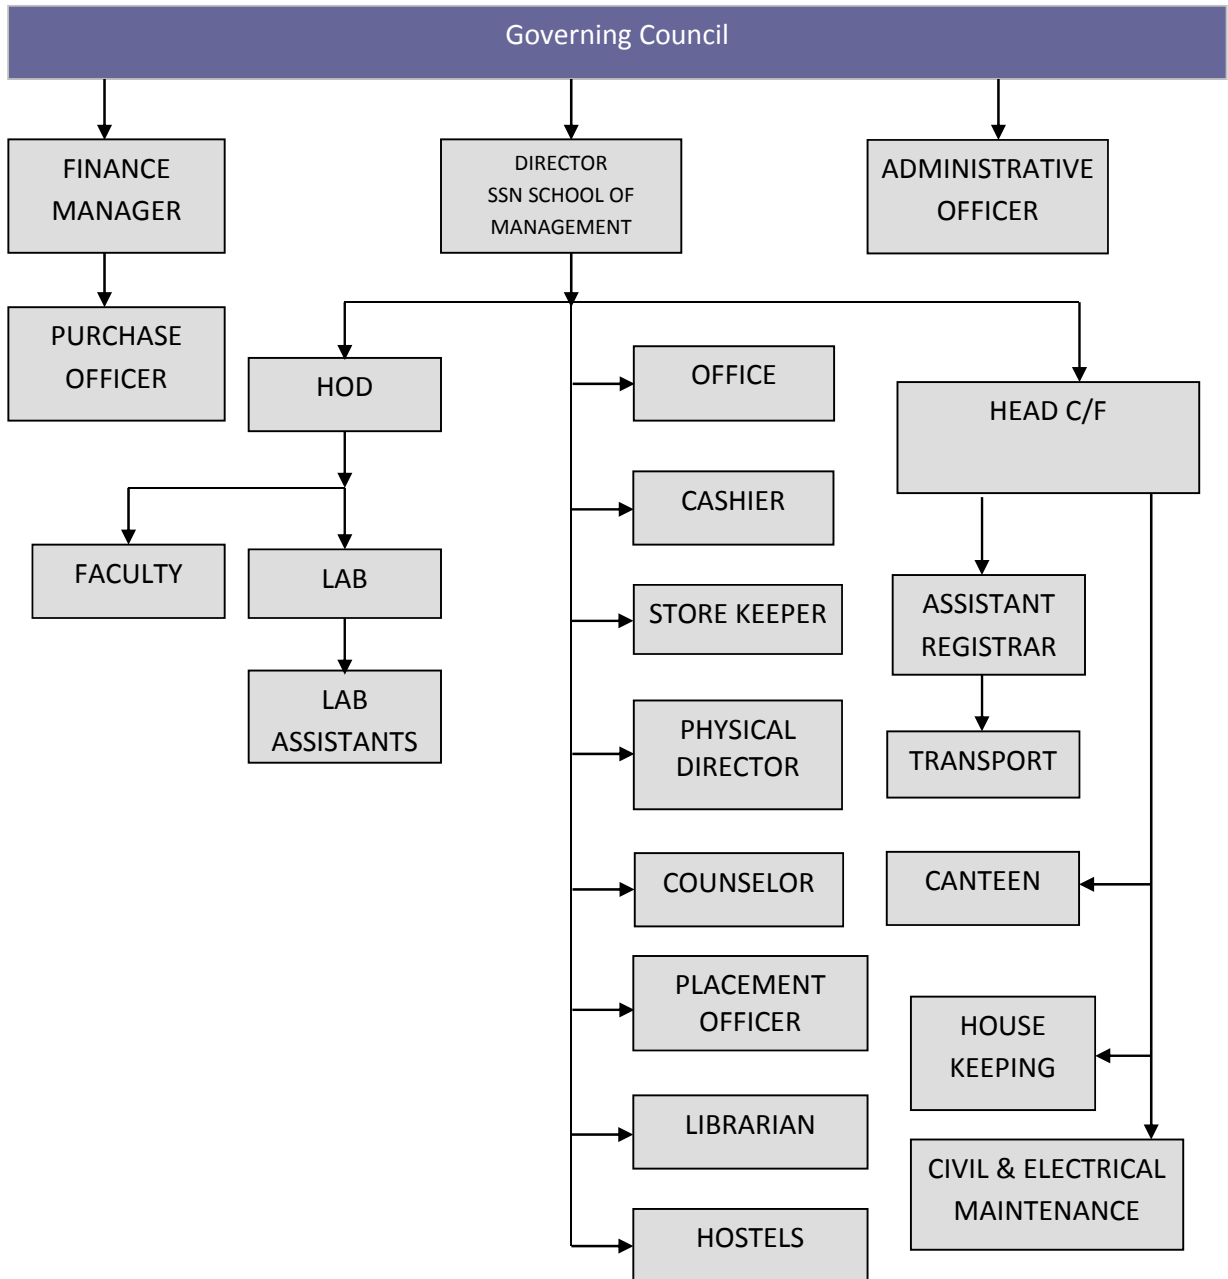 Governing Council
FINANCE
MANAGER
DIRECTOR
SSN SCHOOL OF
MANAGEMENT
ADMINISTRATIVE
OFFICER
PURCHASE
OFFICER
HOD
OFFICE
HEAD C/F
CASHIER
FACULTY
LAB
STORE KEEPER
ASSISTANT
REGISTRAR
LAB
ASSISTANTS
PHYSICAL
DIRECTOR
TRANSPORT
COUNSELOR
CANTEEN
PLACEMENT
OFFICER
HOUSE
KEEPING
LIBRARIAN
CIVIL & ELECTRICAL
MAINTENANCE
HOSTELS